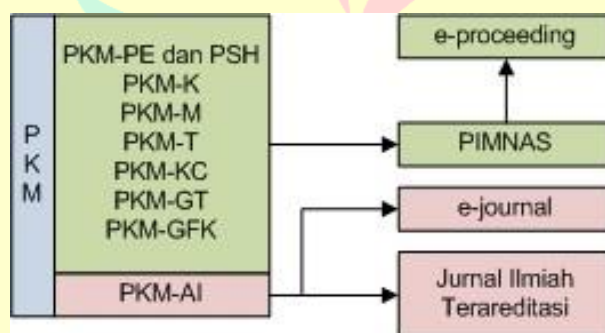 PKM
PKM-PE dan PSH
PKM-K
PKM-M
PKM-T
PKM-KC
PKM-GT
PKM-GFK
PKM-AI
e-proceeding
PIMNAS
e-journal
Jurnal Ilmiah
Terareditasi